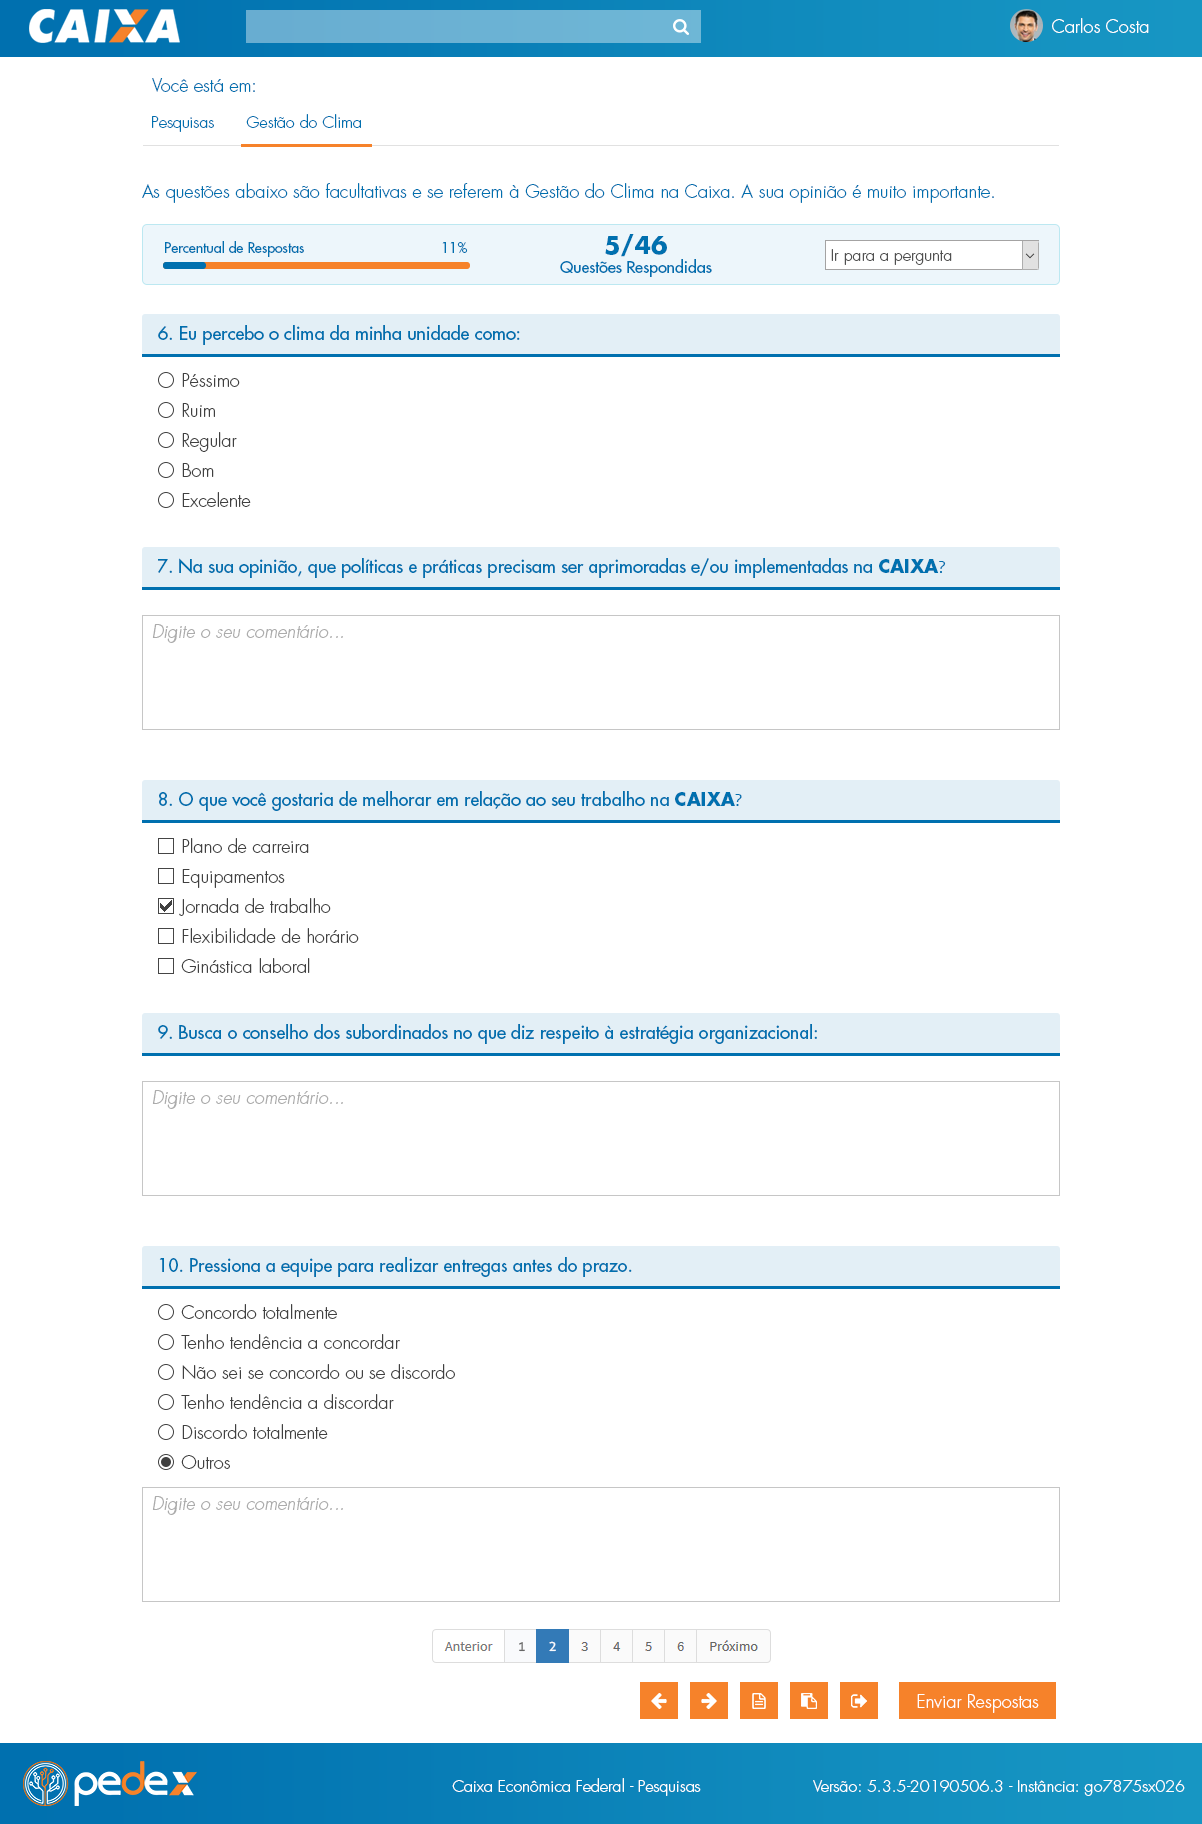 CAIXA
Carlos Costa
Você está em:
Pesquisas Gestão do Clima
As questões abaixo são facultativas e se referem à Gestão do Clima na Caixa. A sua opinião é muito importante.
Percentual de Respostas 11%
5/46
Questões Respondidas
Ir para a pergunta
6. Eu percebo o clima da minha unidade como:
Péssimo
Ruim
Regular
Bom
Excelente
7. Na sua opinião, que políticas e práticas precisam ser aprimoradas e/ou implementadas na CAIXA?
Digite o seu comentário...
8. O que você gostaria de melhorar em relação ao seu trabalho na CAIXA?
Plano de carreira
Equipamentos
Jornada de trabalho
Flexibilidade de horário
Ginástica laboral
9. Busca o conselho dos subordinados no que diz respeito à estratégia organizacional:
Digite o seu comentário...
10. Pressiona a equipe para realizar entregas antes do prazo.
Concordo totalmente
Tenho tendência a concordar
Não sei se concordo ou se discordo
Tenho tendência a discordar
Discordo totalmente
Outros
Digite o seu comentário...
Anterior 1 2 3 4 5 6 Próximo
Enviar Respostas
pedex
Caixa Econômica Federal - Pesquisas
Versão: 5.3.5-20190506.3 - Instância: go7875sx026